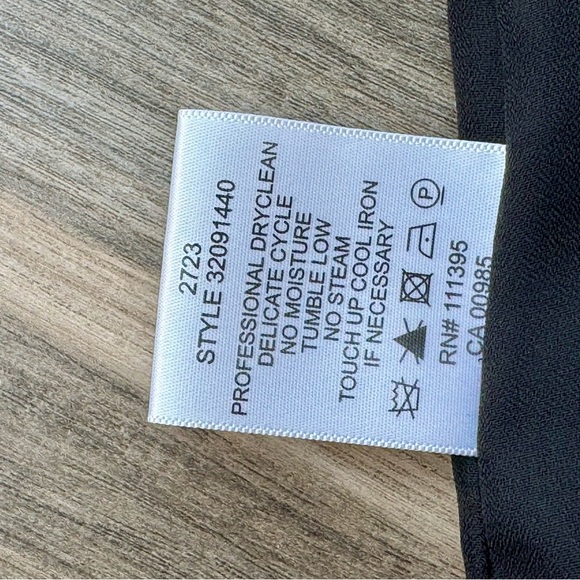 2723
STYLE 32091440
PROFESSIONAL DRYCLEAN
DELICATE CYCLE
NO MOISTURE
TUMBLE LOW
NO STEAM
TOUCH UP COOL IRON
IF NECESSARY
P
RN# 111395
CA 00985